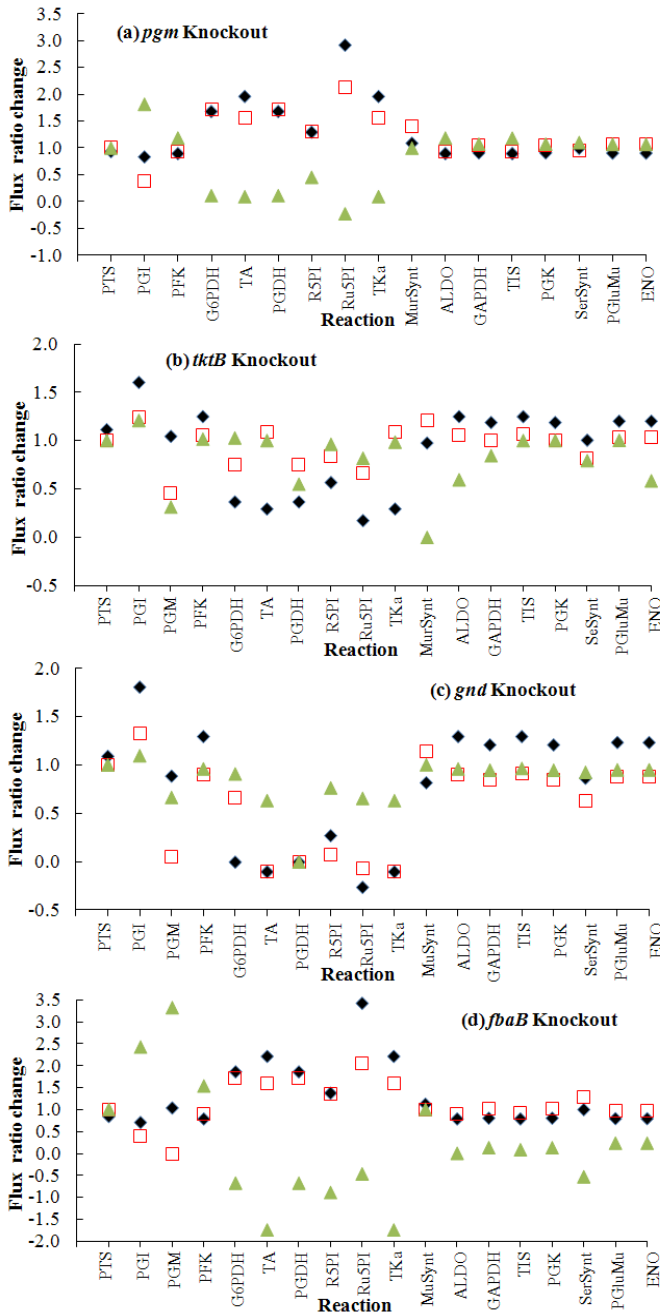 (a) pgm Knockout
Flux ratio change
3.5
3.0
2.5
2.0
1.5
1.0
0.5
0.0
-0.5
-1.0
PTS
PGI
PFK
G6PDH
TA
PGDH
R5PI
Ru5PI
TKa
MurSynt
ALDO
GAPDH
TIS
PGK
SerSynt
PGluMu
ENO
Reaction
(b) tktB Knockout
Flux ratio change
2.0
1.5
1.0
0.5
0.0
-0.5
PTS
PGI
PGM
PFK
G6PDH
TA
PGDH
R5PI
Ru5PI
TKa
MurSynt
ALDO
GAPDH
TIS
PGK
SeSynt
PGluMu
ENO
Reaction
(c) gnd Knockout
Flux ratio change
2.0
1.5
1.0
0.5
0.0
-0.5
PTS
PGI
PGM
PFK
G6PDH
TA
PGDH
R5PI
Ru5PI
TKa
MuSynt
ALDO
GAPDH
TIS
PGK
SerSynt
PGluMu
ENO
Reaction
(d) fbaB Knockout
Flux ratio change
3.5
3.0
2.5
2.0
1.5
1.0
0.5
0.0
-0.5
-1.0
-1.5
-2.0
PTS
PGI
PGM
PFK
G6PDH
TA
PGDH
R5PI
Ru5PI
TKa
MuSynt
ALDO
GAPDH
TIS
PGK
SerSynt
PGluMu
ENO
Reaction